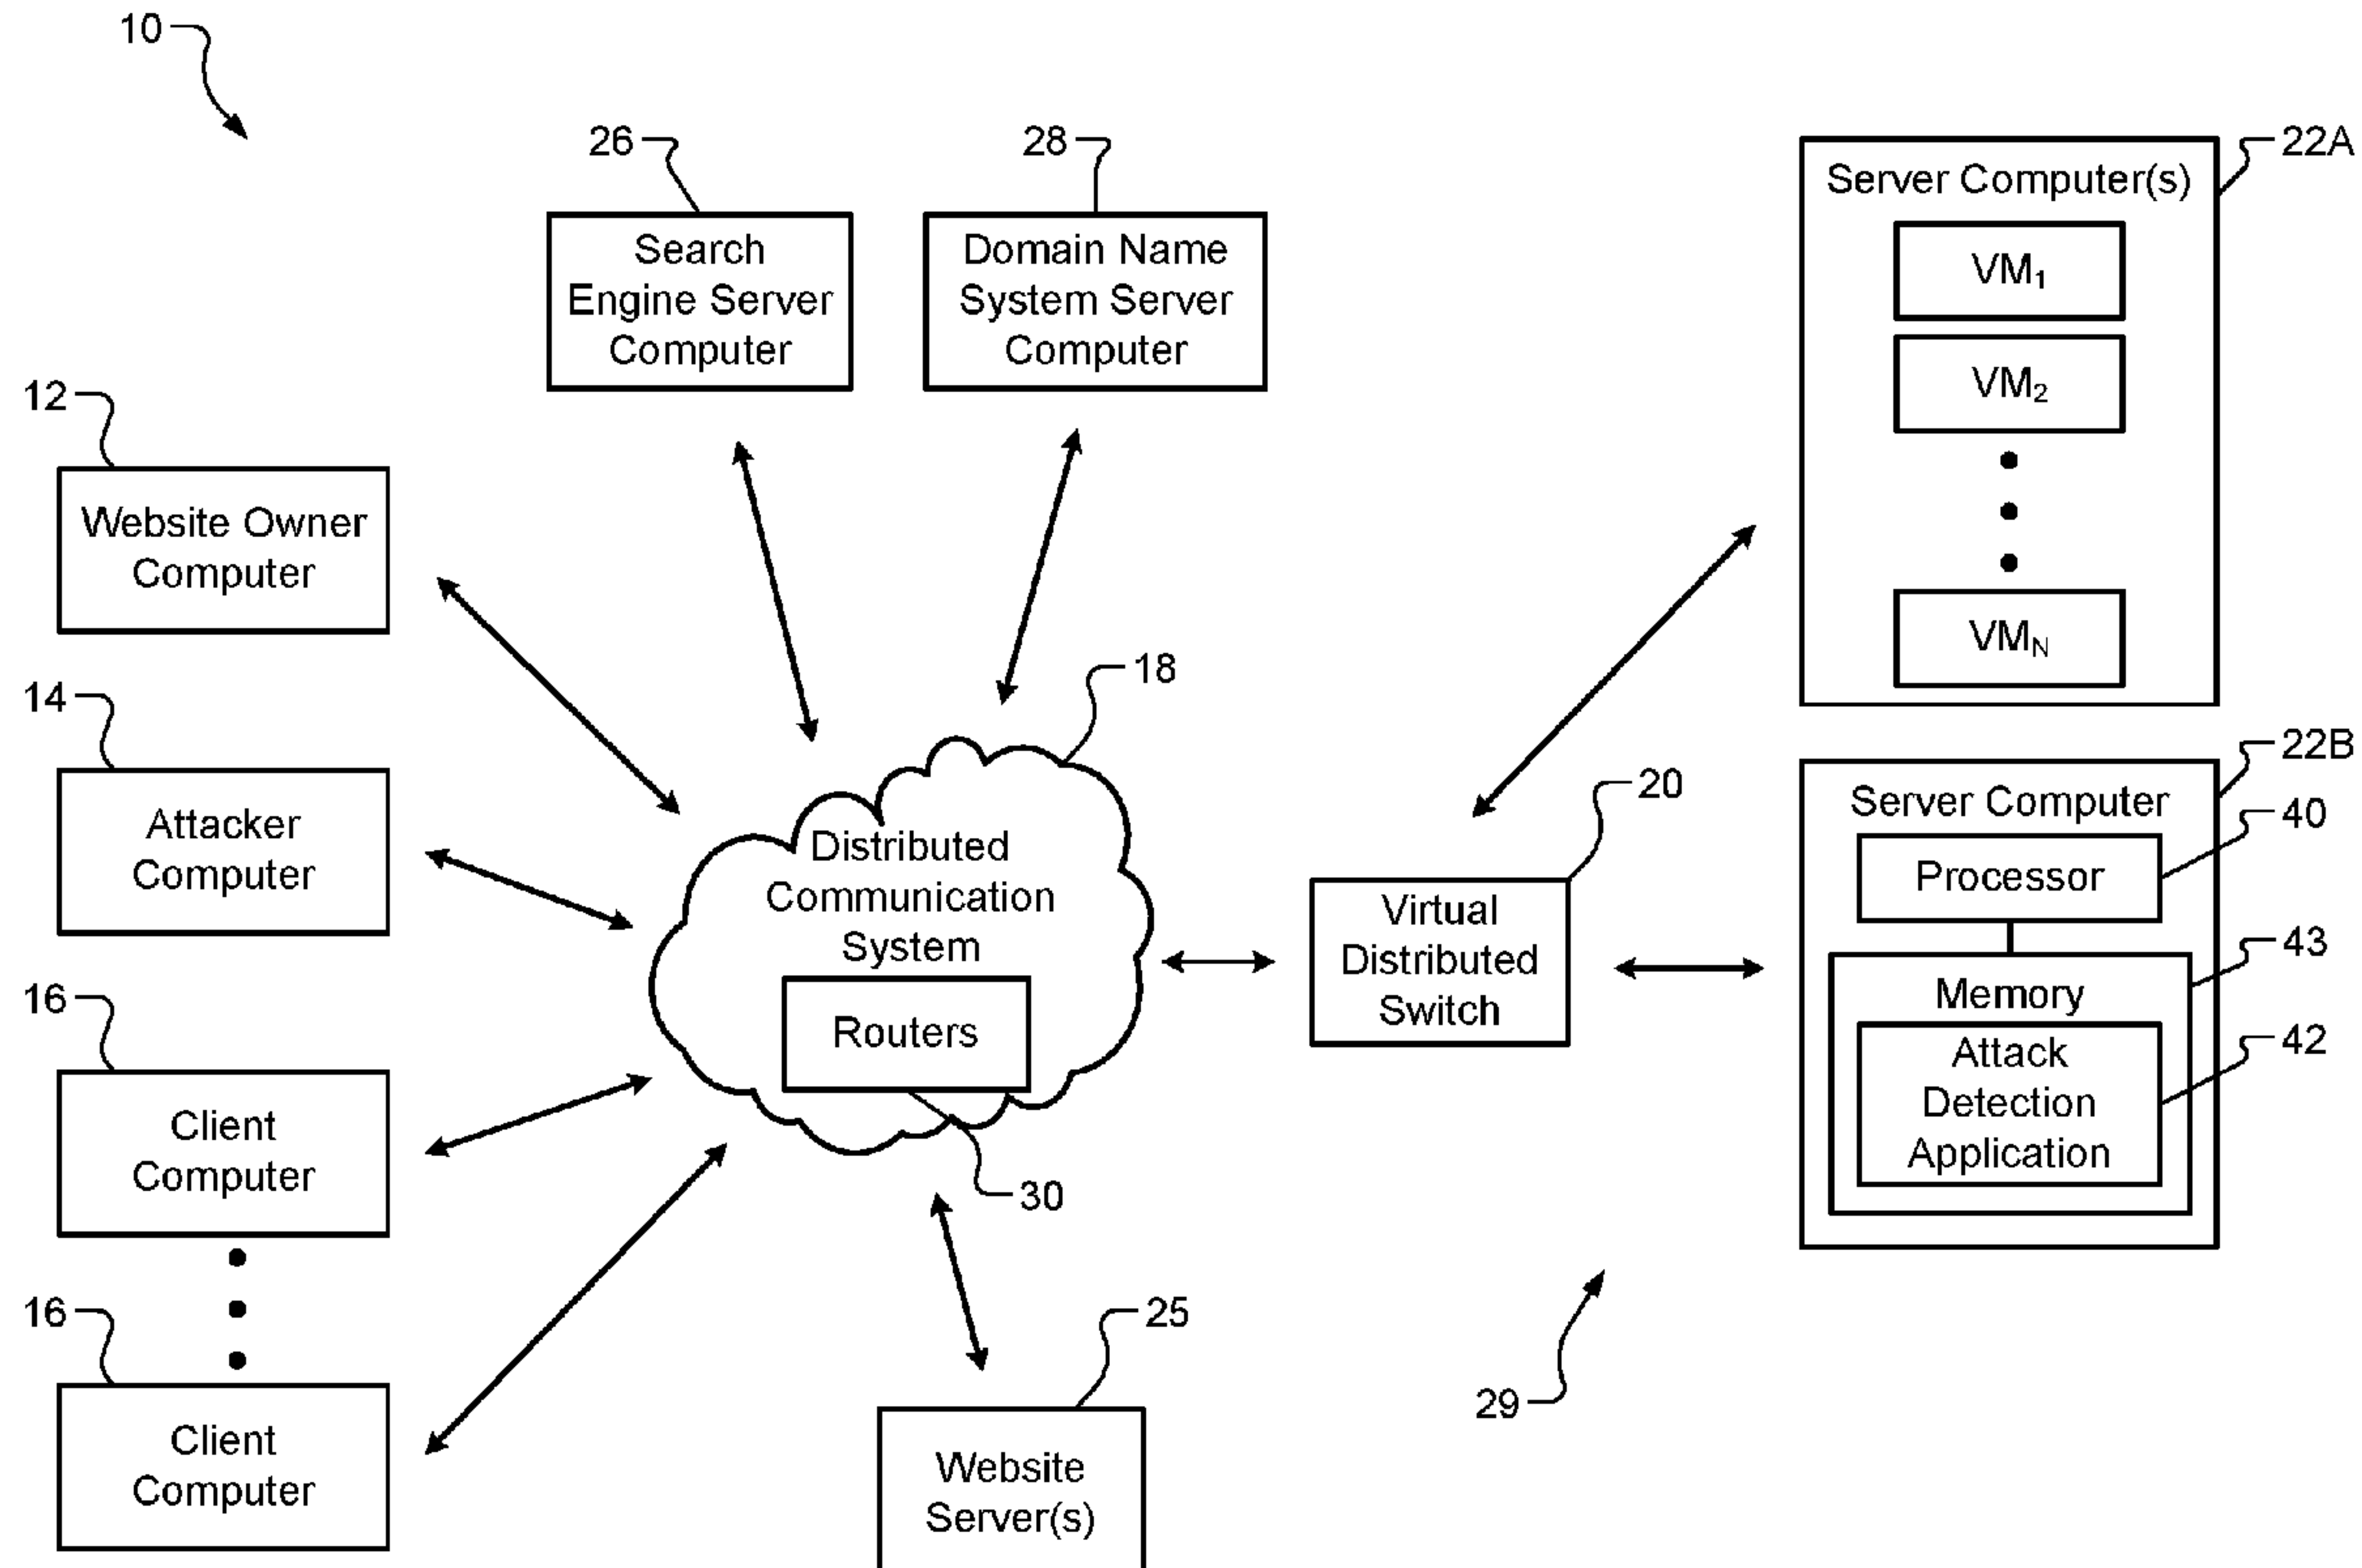 10
26
28
22A
Search
Engine Server
Computer
Domain Name
System Server
Computer
Server Computer(s)
VM1
VM2
VMN
12
Website Owner
Computer
14
Attacker
Computer
16
Client
Computer
16
Client
Computer
18
Distributed
Communication
System
Routers
30
20
Virtual
Distributed
Switch
22B
Server Computer
40
Processor
43
Memory
42
Attack
Detection
Application
25
Website
Server(s)
29